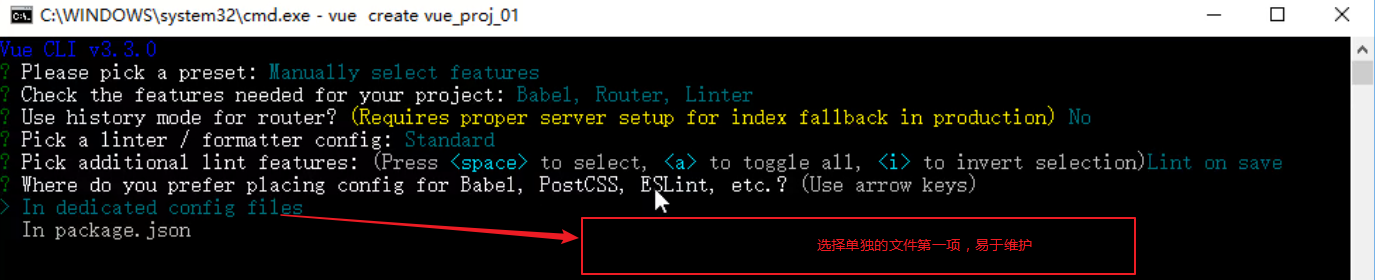 C:\WINDOWS\system32\cmd.exe - vue  create vue_proj_01
Vue CLI v3.3.0
? Please pick a preset: Manually select features
? Check the features needed for your project: Babel, Router, Linter
? Use history mode for router? (Requires proper server setup for index fallback in production) No
? Pick a linter / formatter config: Standard
? Pick additional lint features: (Press <space> to select, <a> to toggle all, <i> to invert selection)Lint on save
? Where do you prefer placing config for Babel, PostCSS, ESLint, etc.? (Use arrow keys)
> In dedicated config files
In package.json
选择单独的文件第一项，易于维护